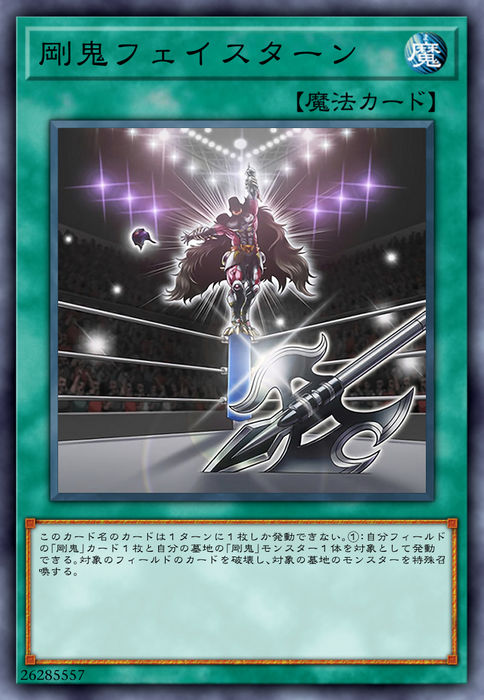 剛鬼フェイスターン
魔
【魔法カード】
このカード名のカードは１ターンに１枚しか発動できない。①：自分フィールド
の「剛鬼」カード１枚と自分の墓地の「剛鬼」モンスター１体を対象として発動
できる。対象のフィールドのカードを破壊し、対象の墓地のモンスターを特殊召
喚する。
26285557